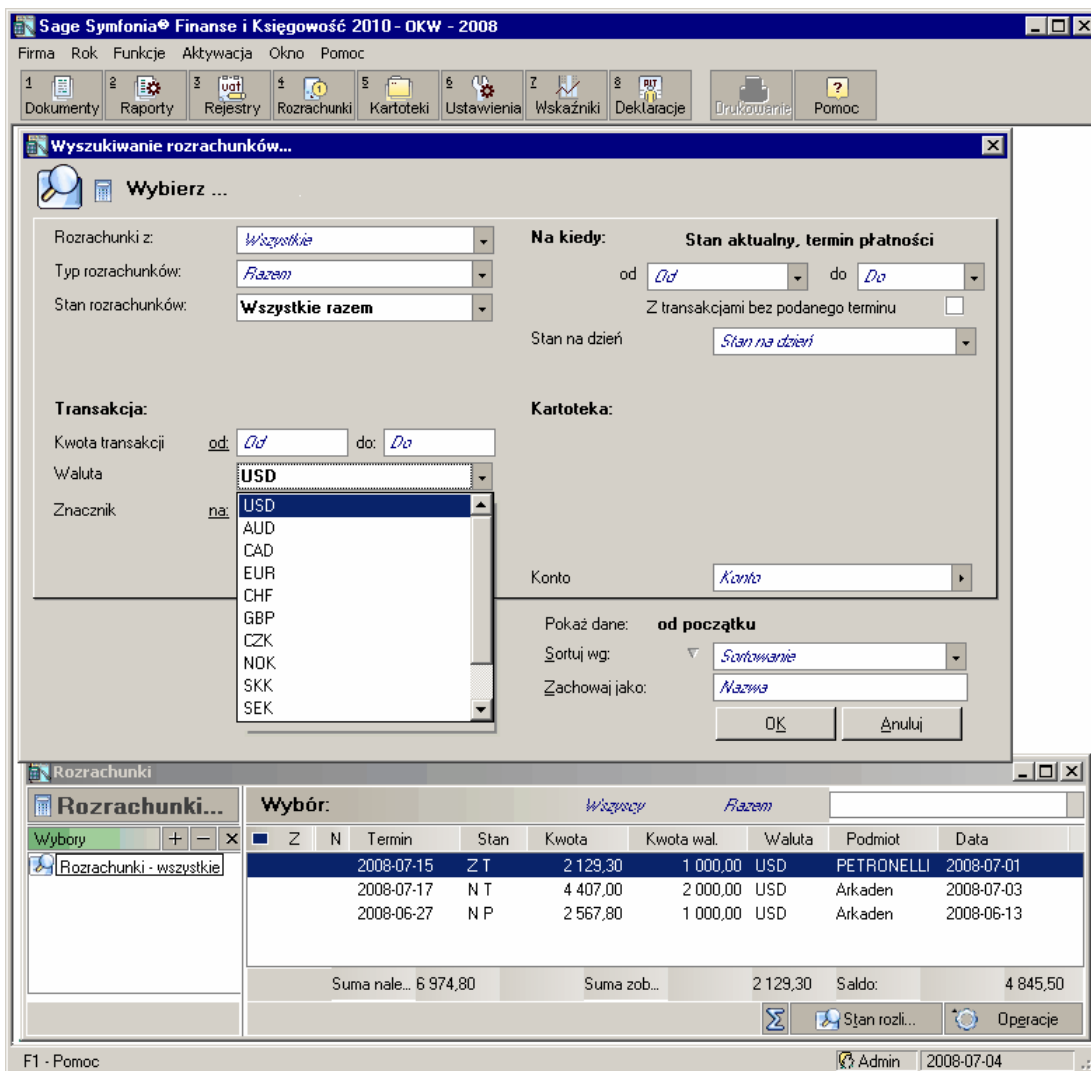 Sage Symfonia® Finanse i Księgowość 2010 - OKW - 2008
Firma Rok Funkcje Aktywacja Okno Pomoc
1 Dokumenty 2 Raporty 3 Rejestry 4 Rozrachunki 5 Kartoteki 6 Ustawienia 7 Wskaźniki 8 Deklaracje Drukowanie Pomoc
Wyszukiwanie rozrachunków...
Wybierz ...
Rozrachunki z: Wszystkie
Typ rozrachunków: Razem
Stan rozrachunków: Wszystkie razem
Na kiedy: Stan aktualny, termin płatności
od Od do Do
Z transakcjami bez podanego terminu
Stan na dzień Stan na dzień
Transakcja:
Kwota transakcji od: Od do: Do
Waluta USD
Znacznik na:
USD
AUD
CAD
EUR
CHF
GBP
CZK
NOK
SKK
SEK
Kartoteka:
Konto Konto
Pokaż dane: od początku
Sortuj wg: Sortowanie
Zachowaj jako: Nazwa
OK Anuluj
Rozrachunki
Rozrachunki...
Wybory
Rozrachunki - wszystkie
Wybór: Wszyscy Razem
Z N Termin Stan Kwota Kwota wal. Waluta Podmiot Data
2008-07-15 Z T 2 129,30 1 000,00 USD PETRONELLI 2008-07-01
2008-07-17 N T 4 407,00 2 000,00 USD Arkaden 2008-07-03
2008-06-27 N P 2 567,80 1 000,00 USD Arkaden 2008-06-13
Suma nale... 6 974,80 Suma zob... 2 129,30 Saldo: 4 845,50
Σ Stan rozli... Operacje
F1 - Pomoc Admin 2008-07-04